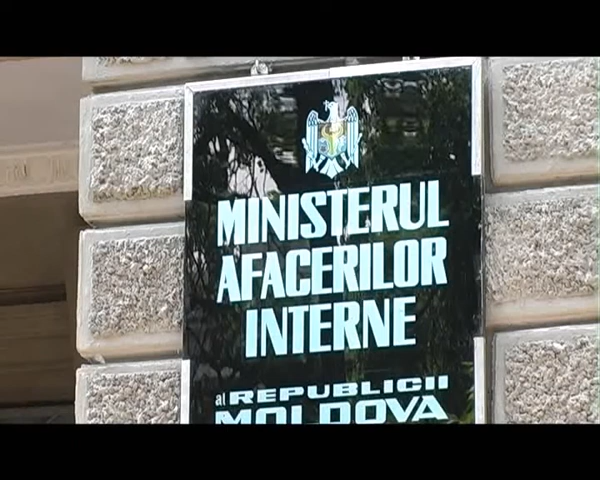 MINISTERUL
AFACERILOR
INTERNE
al REPUBLICII
MOLDOVA